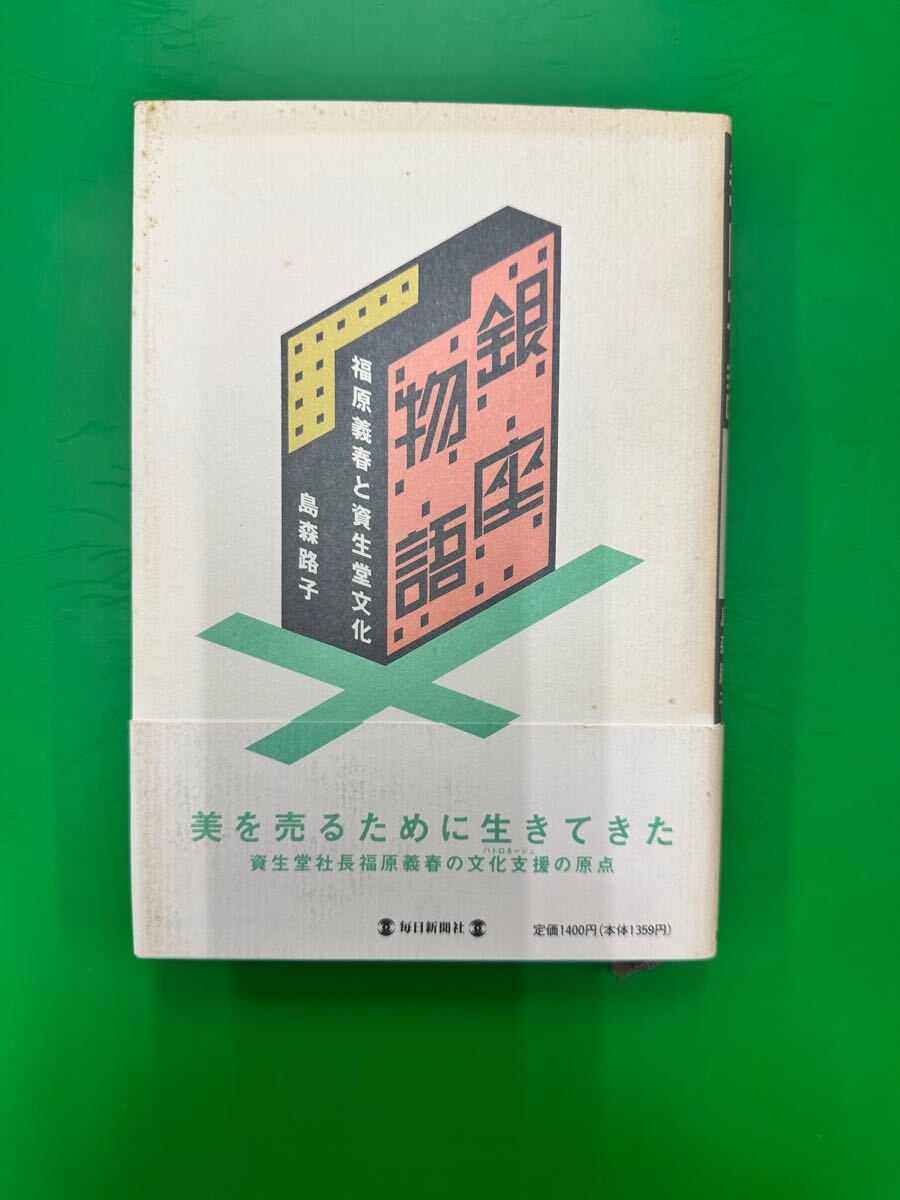 銀座
物語
福原義春と資生堂文化
島森路子
美を売るために生きてきた
パトロネージュ
資生堂社長福原義春の文化支援の原点
毎日新聞社
定価1400円(本体1359円)